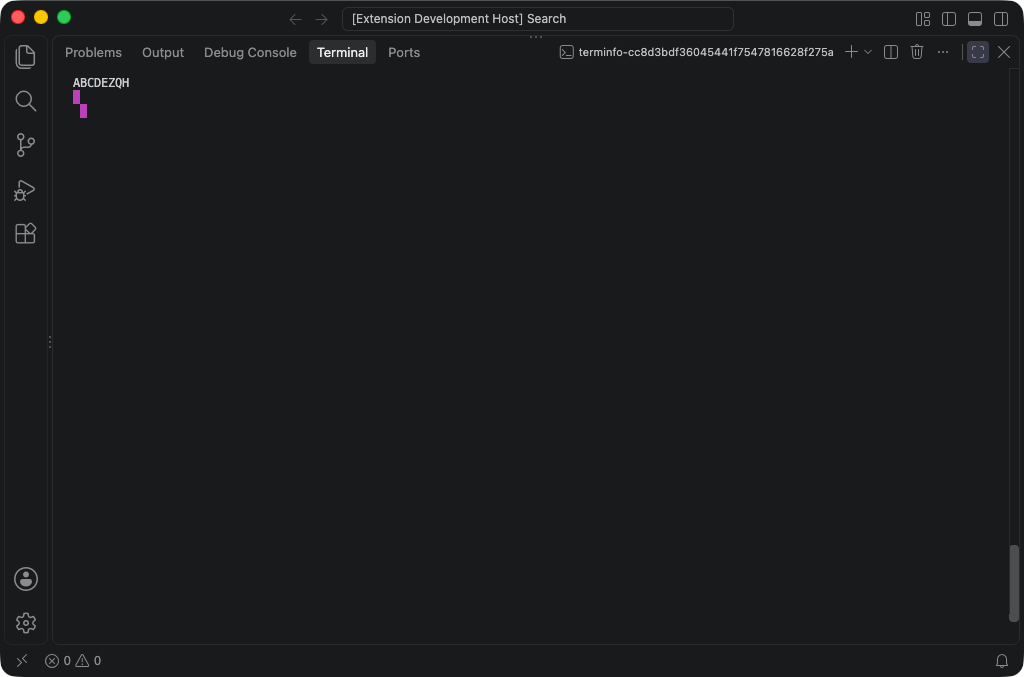 [Extension Development Host] Search
Problems Output Debug Console Terminal Ports terminfo-cc8d3bdf36045441f7547816628f275a
ABCDEZQH
0 0